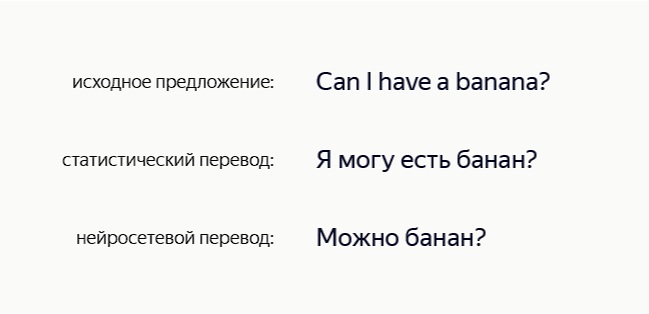 исходное предложение: Can I have a banana?
статистический перевод: Я могу есть банан?
нейросетевой перевод: Можно банан?